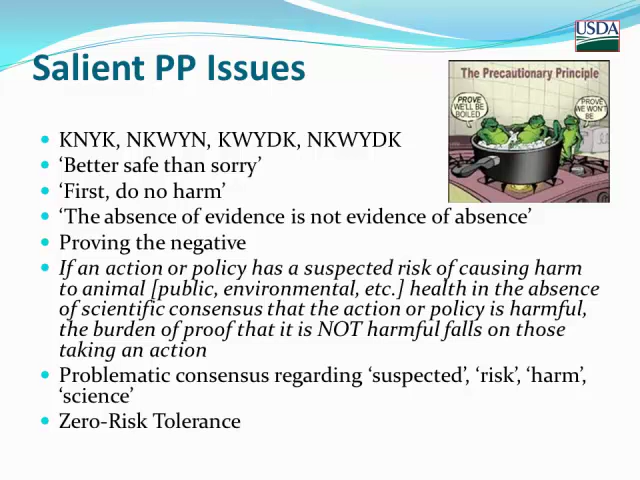 USDA
Salient PP Issues
The Precautionary Principle
PROVE
WE'LL BE
BOILED.
PROVE
WE WON'T
BE
KNYK, NKWYN, KWYDK, NKWYDK
‘Better safe than sorry’
‘First, do no harm’
‘The absence of evidence is not evidence of absence’
Proving the negative
If an action or policy has a suspected risk of causing harm
to animal [public, environmental, etc.] health in the absence
of scientific consensus that the action or policy is harmful,
the burden of proof that it is NOT harmful falls on those
taking an action
Problematic consensus regarding ‘suspected’, ‘risk’, ‘harm’,
‘science’
Zero-Risk Tolerance